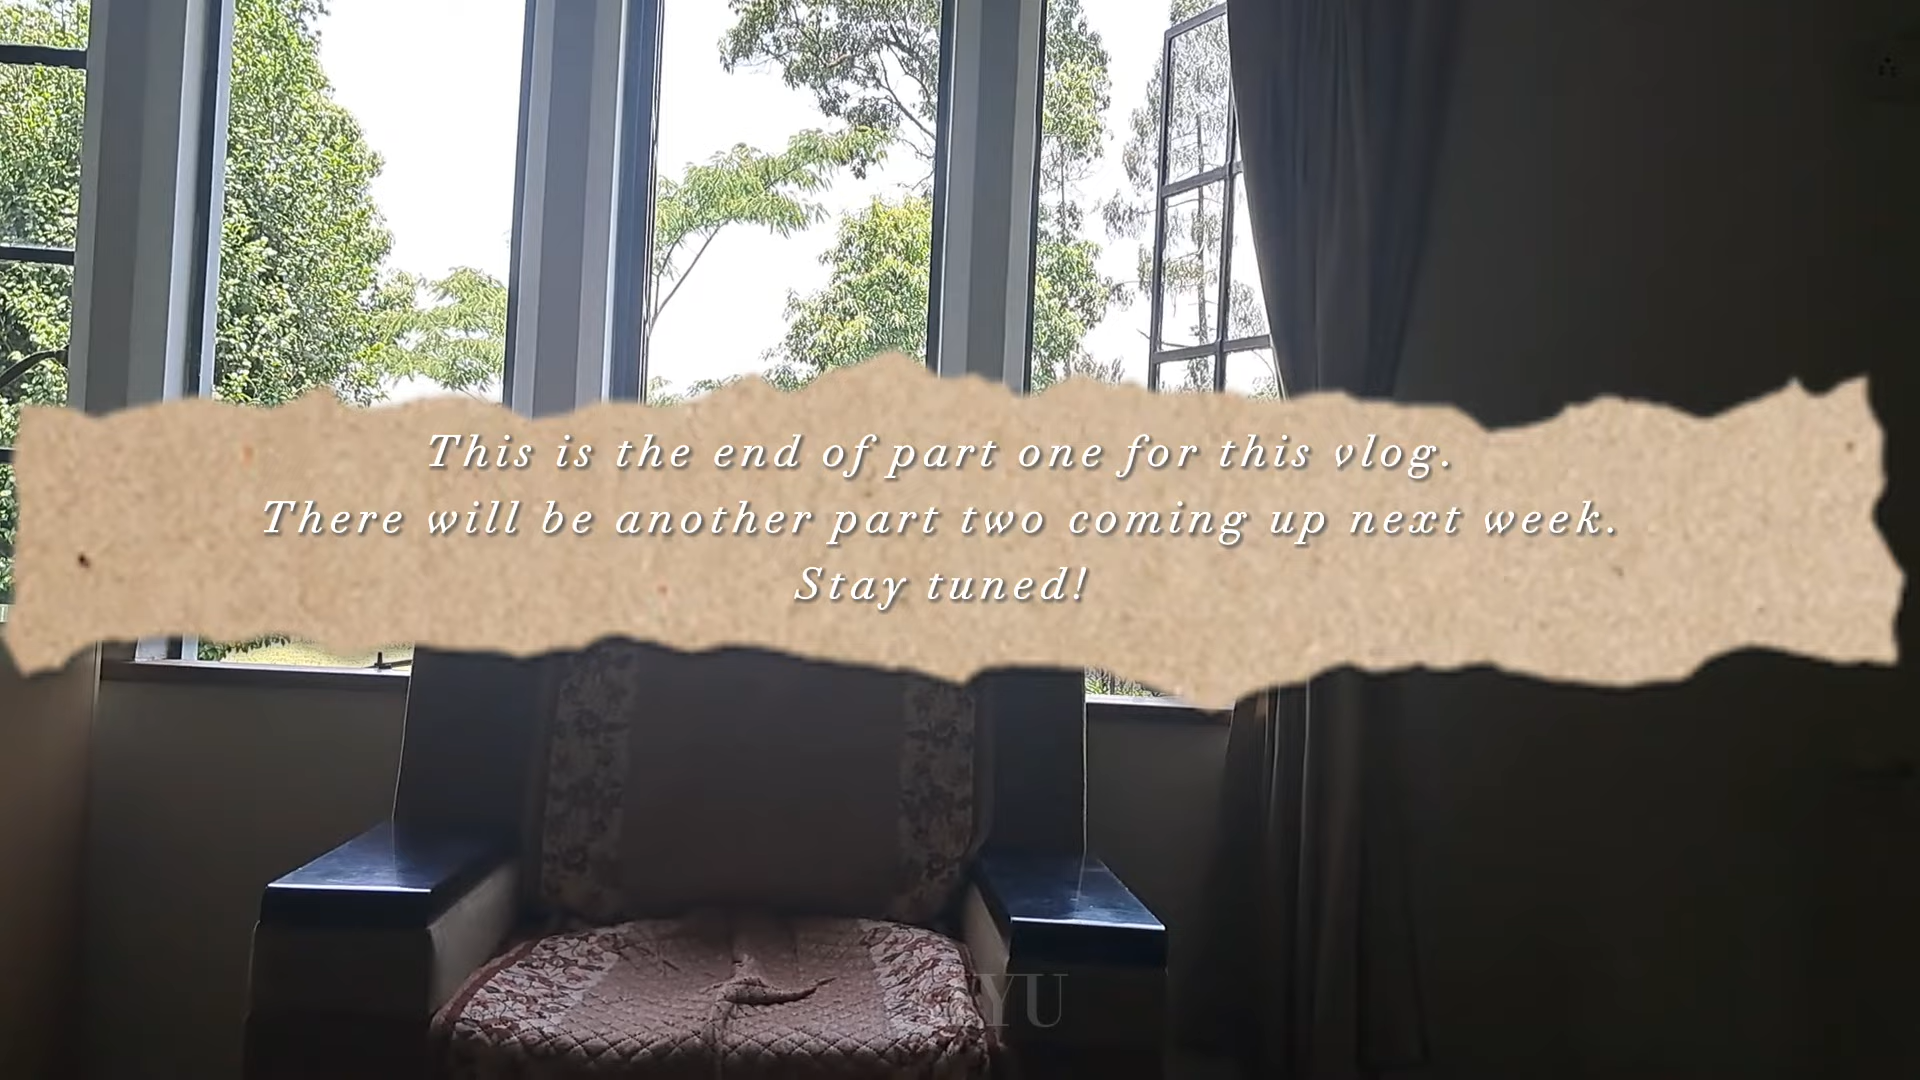 This is the end of part one for this vlog.
There will be another part two coming up next week.
Stay tuned!
YU